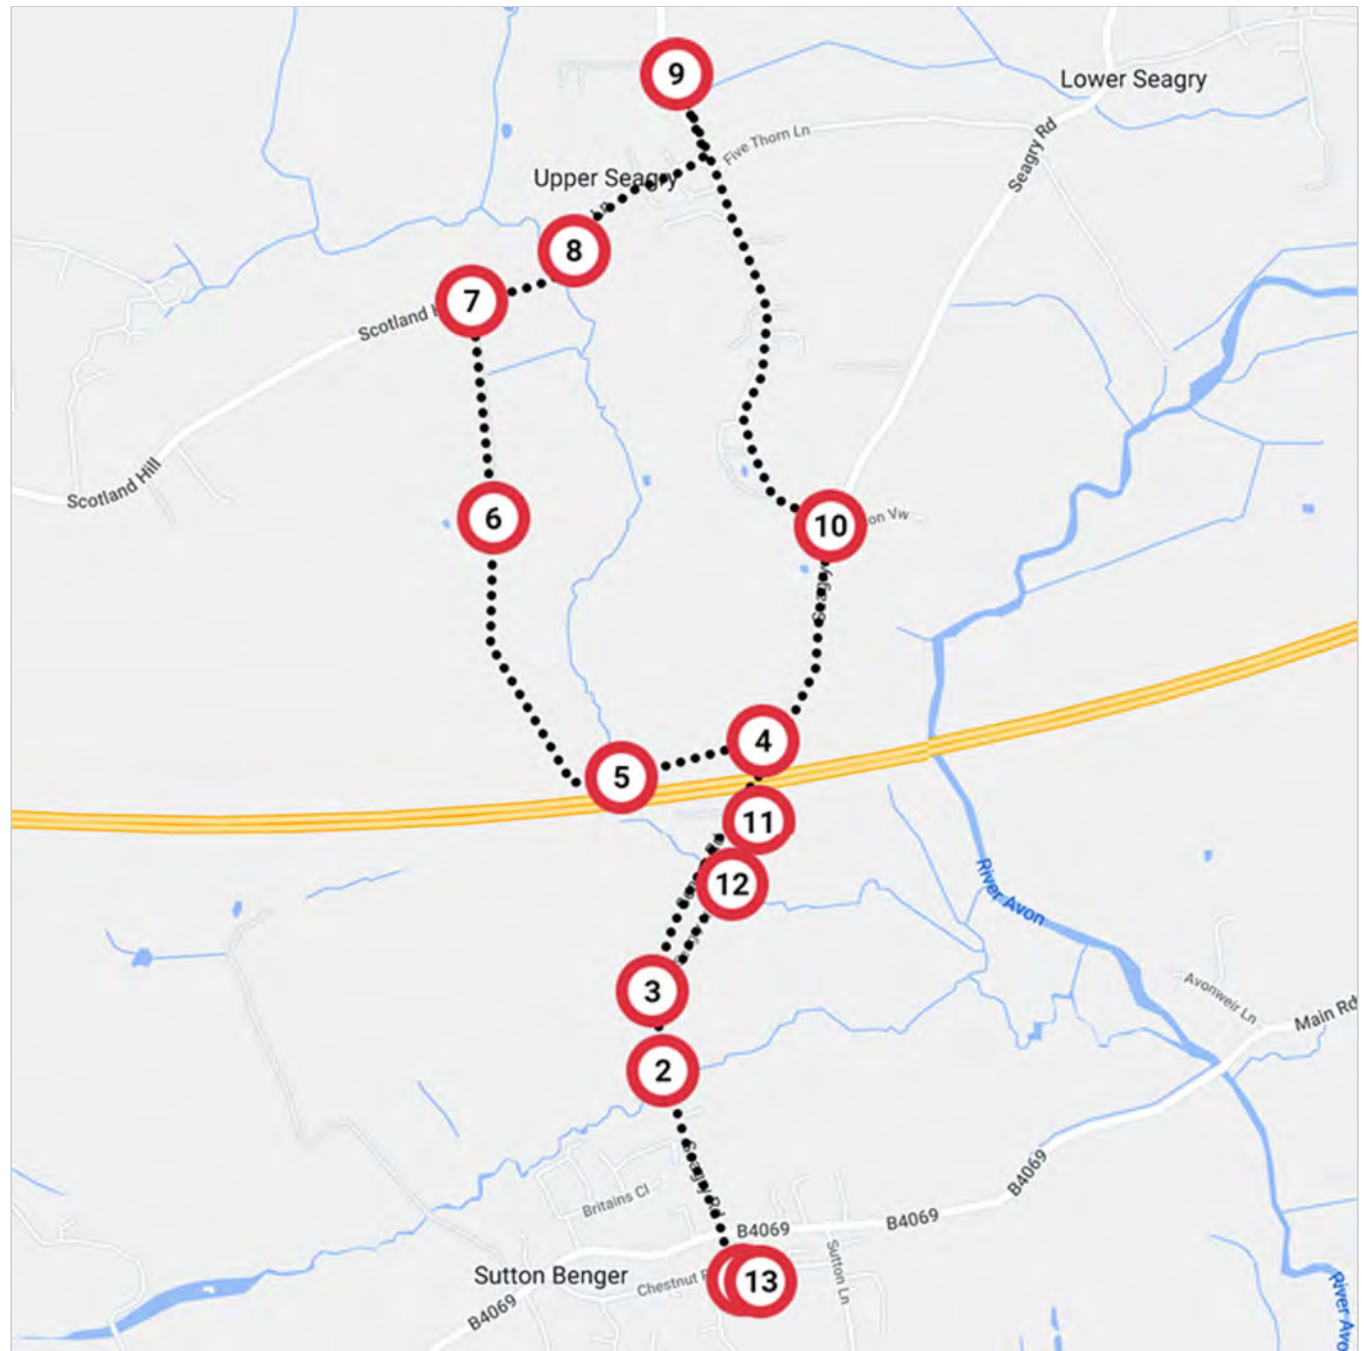 9
Lower Seagry
Five Thorn Ln
Seagry Rd
Upper Seagry
8
7
Scotland
Scotland Hill
6
10
on Vw
4
5
11
12
River Avon
3
Avonweir Ln
Main Rd
2
Seagry Rd
Britains Cl
B4069
B4069
B4069
Sutton Benger
Chestnut
13
Sutton Ln
B4069
River Avo